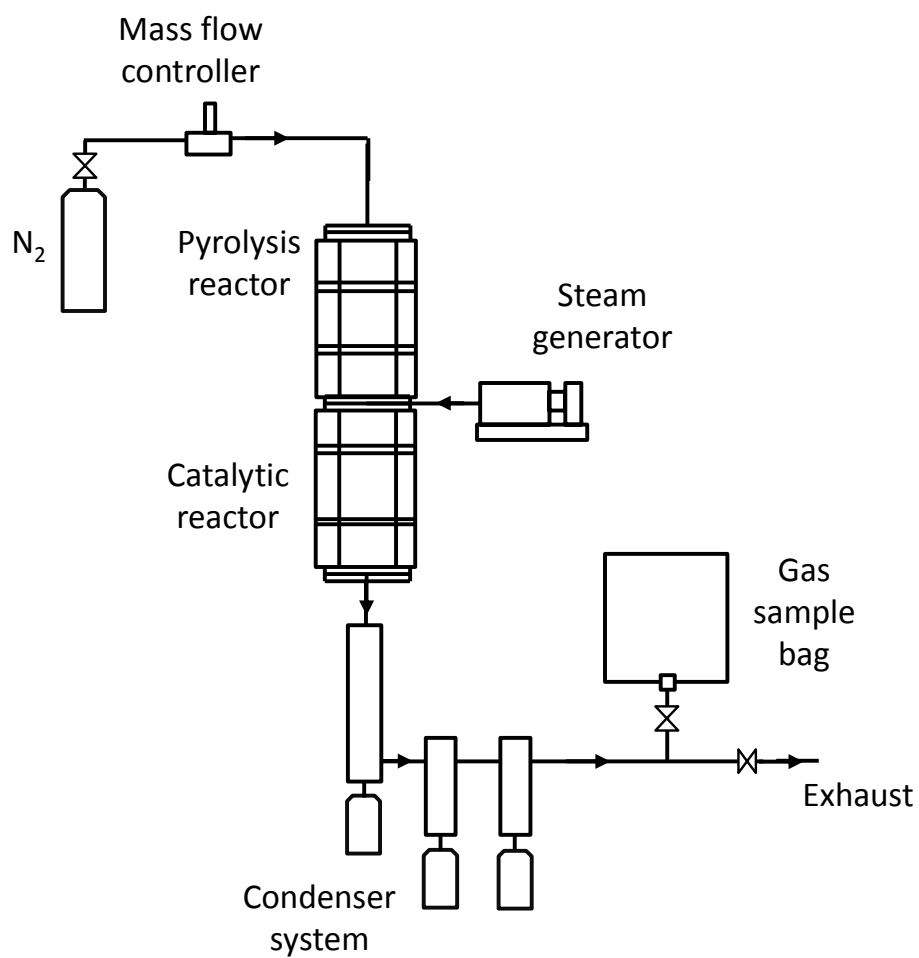 Mass flow
controller
N₂
Pyrolysis
reactor
Steam
generator
Catalytic
reactor
Gas
sample
bag
Exhaust
Condenser
system